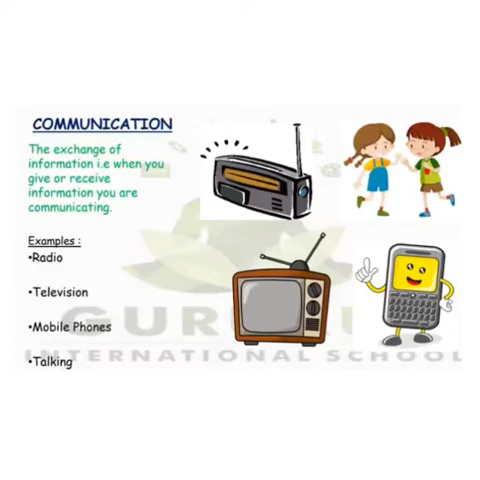 COMMUNICATION
The exchange of
information i.e when you
give or receive
information you are
communicating.
Examples :
•Radio
•Television
•Mobile Phones
•Talking
INTERNATIONAL SCHOOL